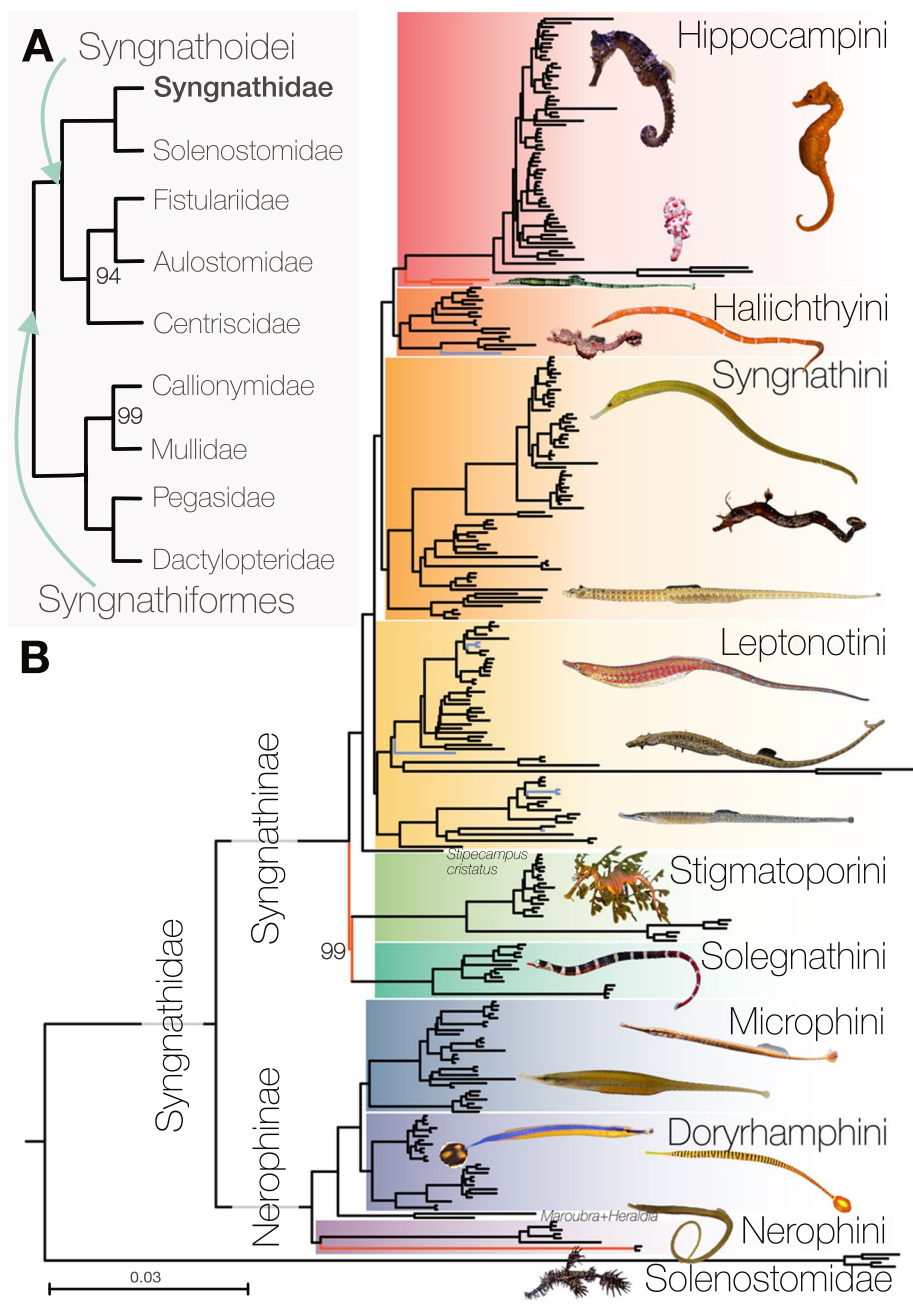 A
Syngnathoidei
Syngnathidae
Solenostomidae
Fistulariidae
94
Aulostomidae
Centriscidae
Callionymidae
99
Mullidae
Pegasidae
Dactylopteridae
Syngnathiformes
B
Hippocampini
Haliichthyini
Syngnathini
Leptonotini
Stipecampus
cristatus
Stigmatoporini
Syngnathinae
99
Solegnathini
Syngnathidae
Microphini
Nerophinae
Doryrhamphini
Maroubra+Heraldia
Nerophini
Solenostomidae
0.03